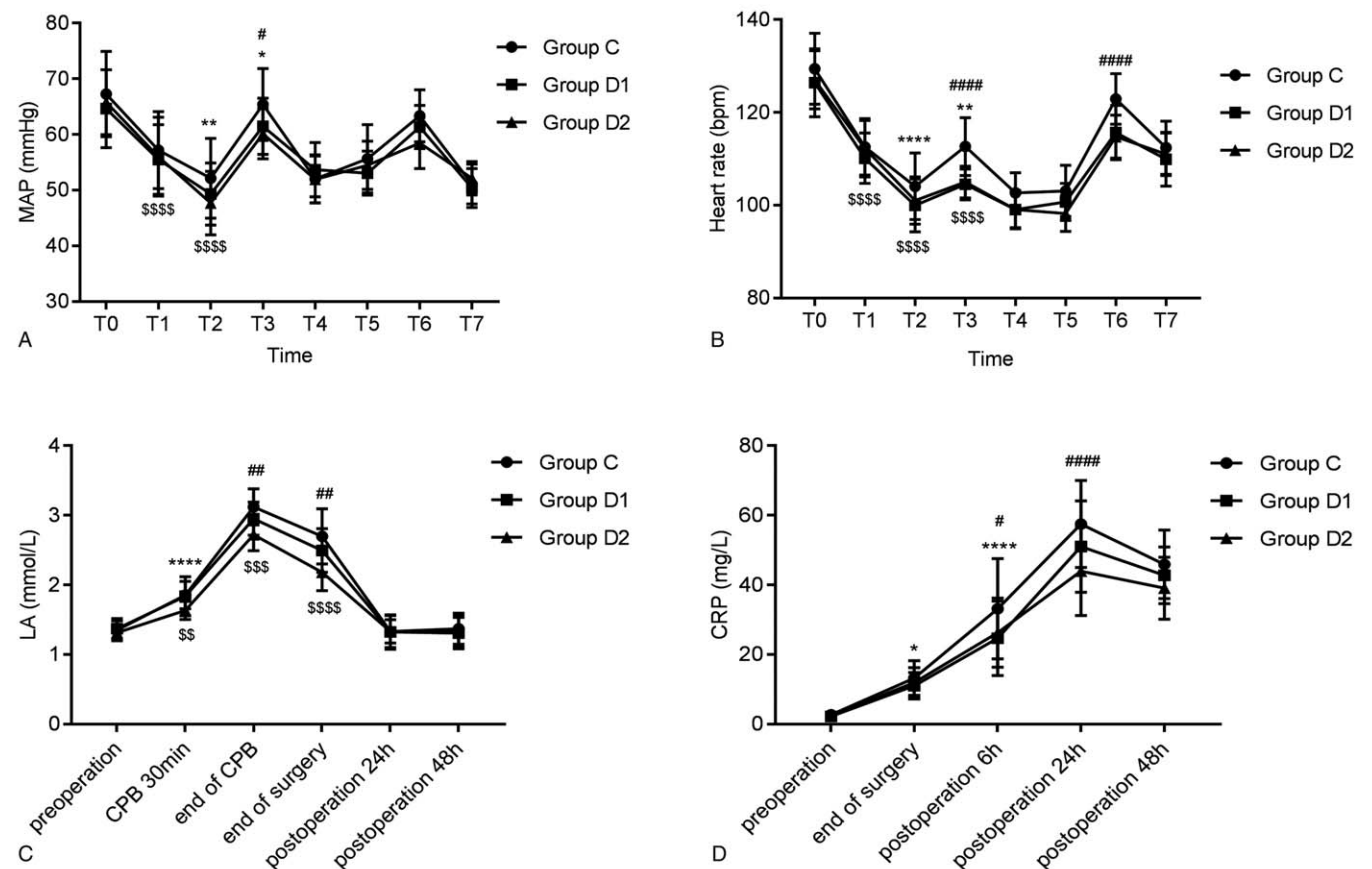 80
70
60
50
40
30
MAP (mmHg)
#
*
**
$$$$
$$$$
T0 T1 T2 T3 T4 T5 T6 T7
Time
Group C
Group D1
Group D2
A
140
120
100
80
Heart rate (bpm)
####
####
**
****
$$$$
$$$$
$$$$
T0 T1 T2 T3 T4 T5 T6 T7
Time
Group C
Group D1
Group D2
B
4
3
2
1
0
LA (mmol/L)
##
##
****
$$$
$$$$
$$
preoperation
CPB 30min
end of CPB
end of surgery
postoperation 24h
postoperation 48h
Group C
Group D1
Group D2
C
80
60
40
20
0
CRP (mg/L)
####
#
****
*
preoperation
end of surgery
postoperation 6h
postoperation 24h
postoperation 48h
Group C
Group D1
Group D2
D